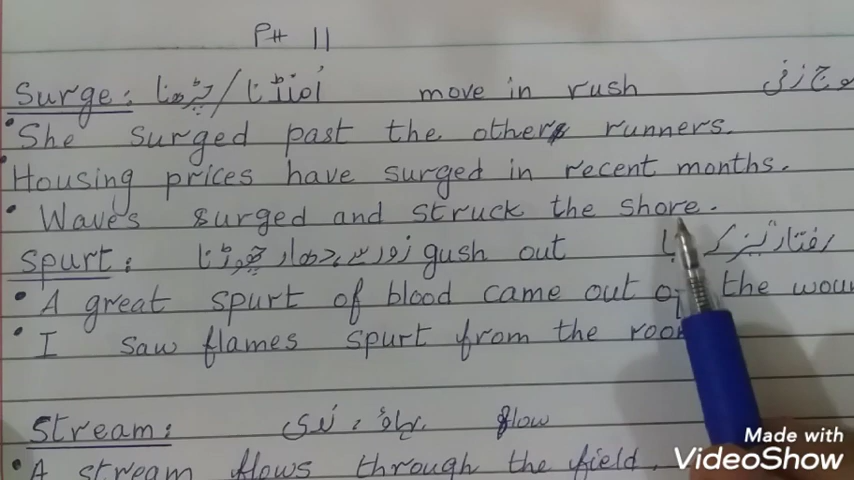 Pt 11
Surge: اُمنڈنا / بڑھنا move in rush موج زنی
• She surged past the other runners.
• Housing prices have surged in recent months.
• Waves surged and struck the shore.
Spurt: زور سے دھار چھوڑنا gush out رفتار تیز کرنا
• A great spurt of blood came out of the
• I saw flames spurt from the
Stream: بہاؤ، ندی flow
• A stream flows through the field.
Made with
VideoShow